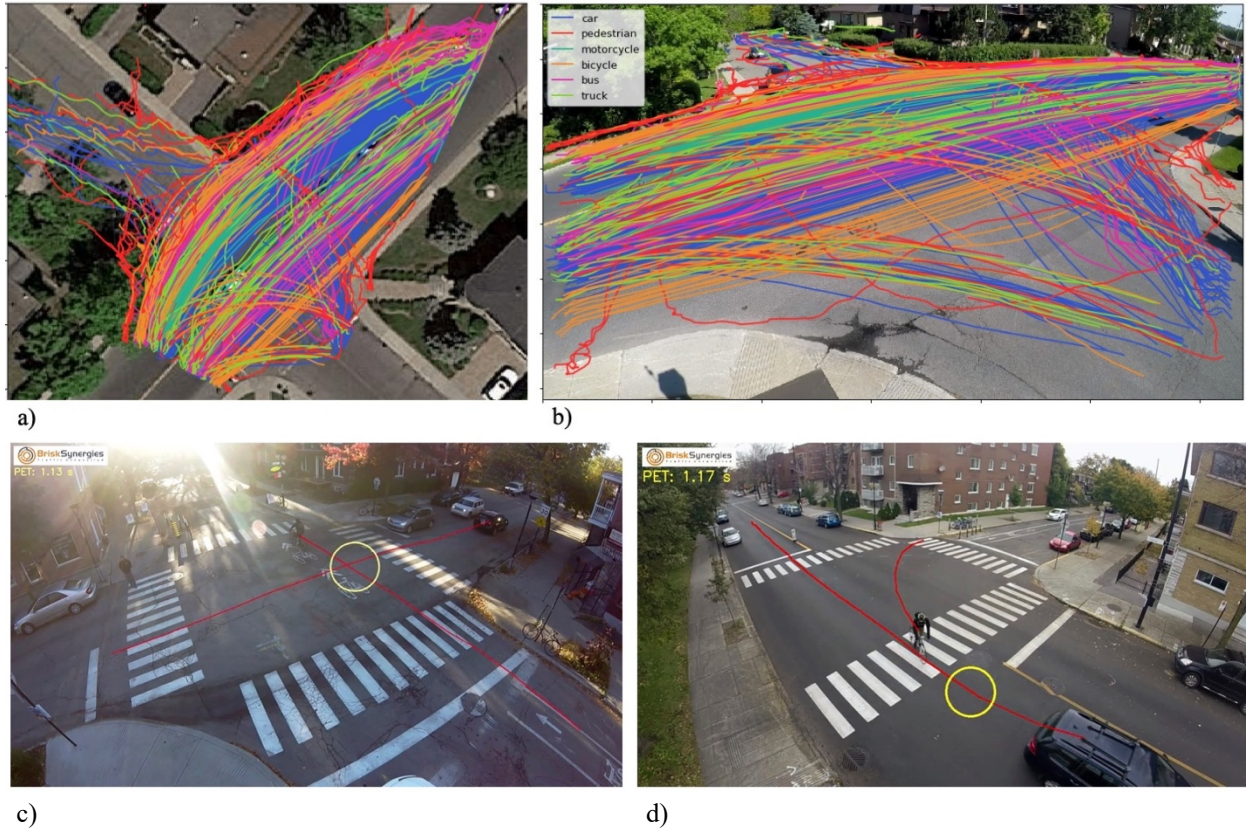 car
pedestrian
motorcycle
bicycle
bus
truck
a)
b)
BriskSynergies
PET: 1.13 s
BriskSynergies
PET: 1.17 s
c)
d)